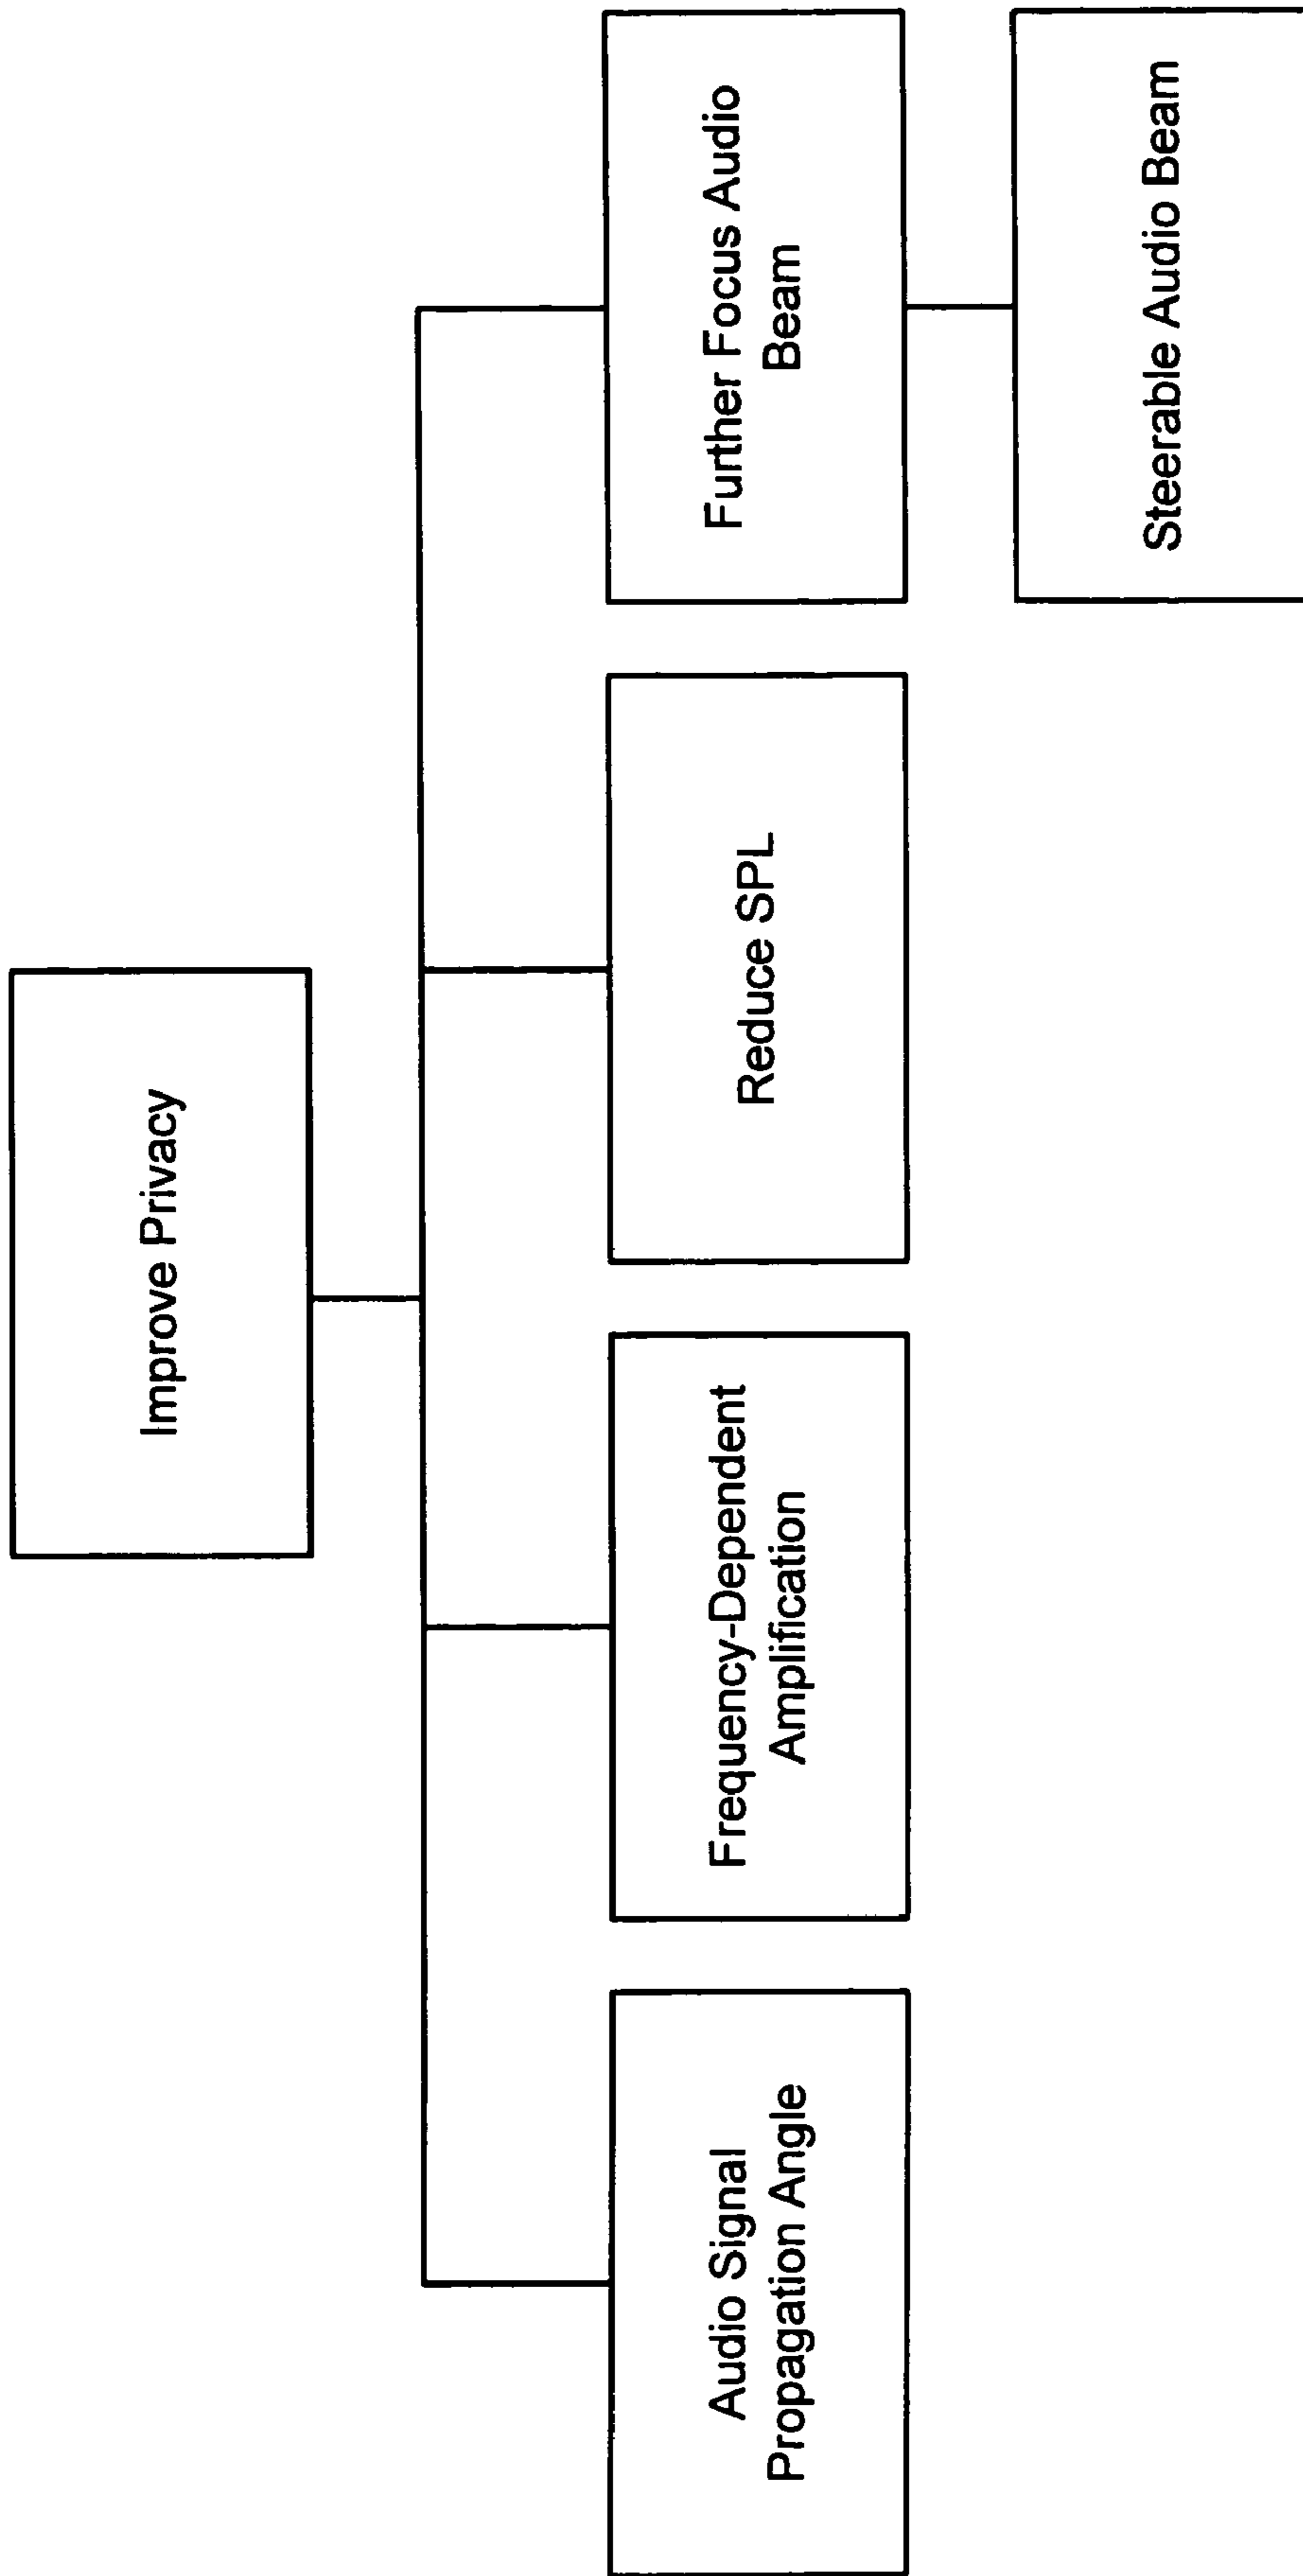 Improve Privacy
Audio Signal
Propagation Angle
Frequency-Dependent
Amplification
Reduce SPL
Further Focus Audio
Beam
Steerable Audio Beam